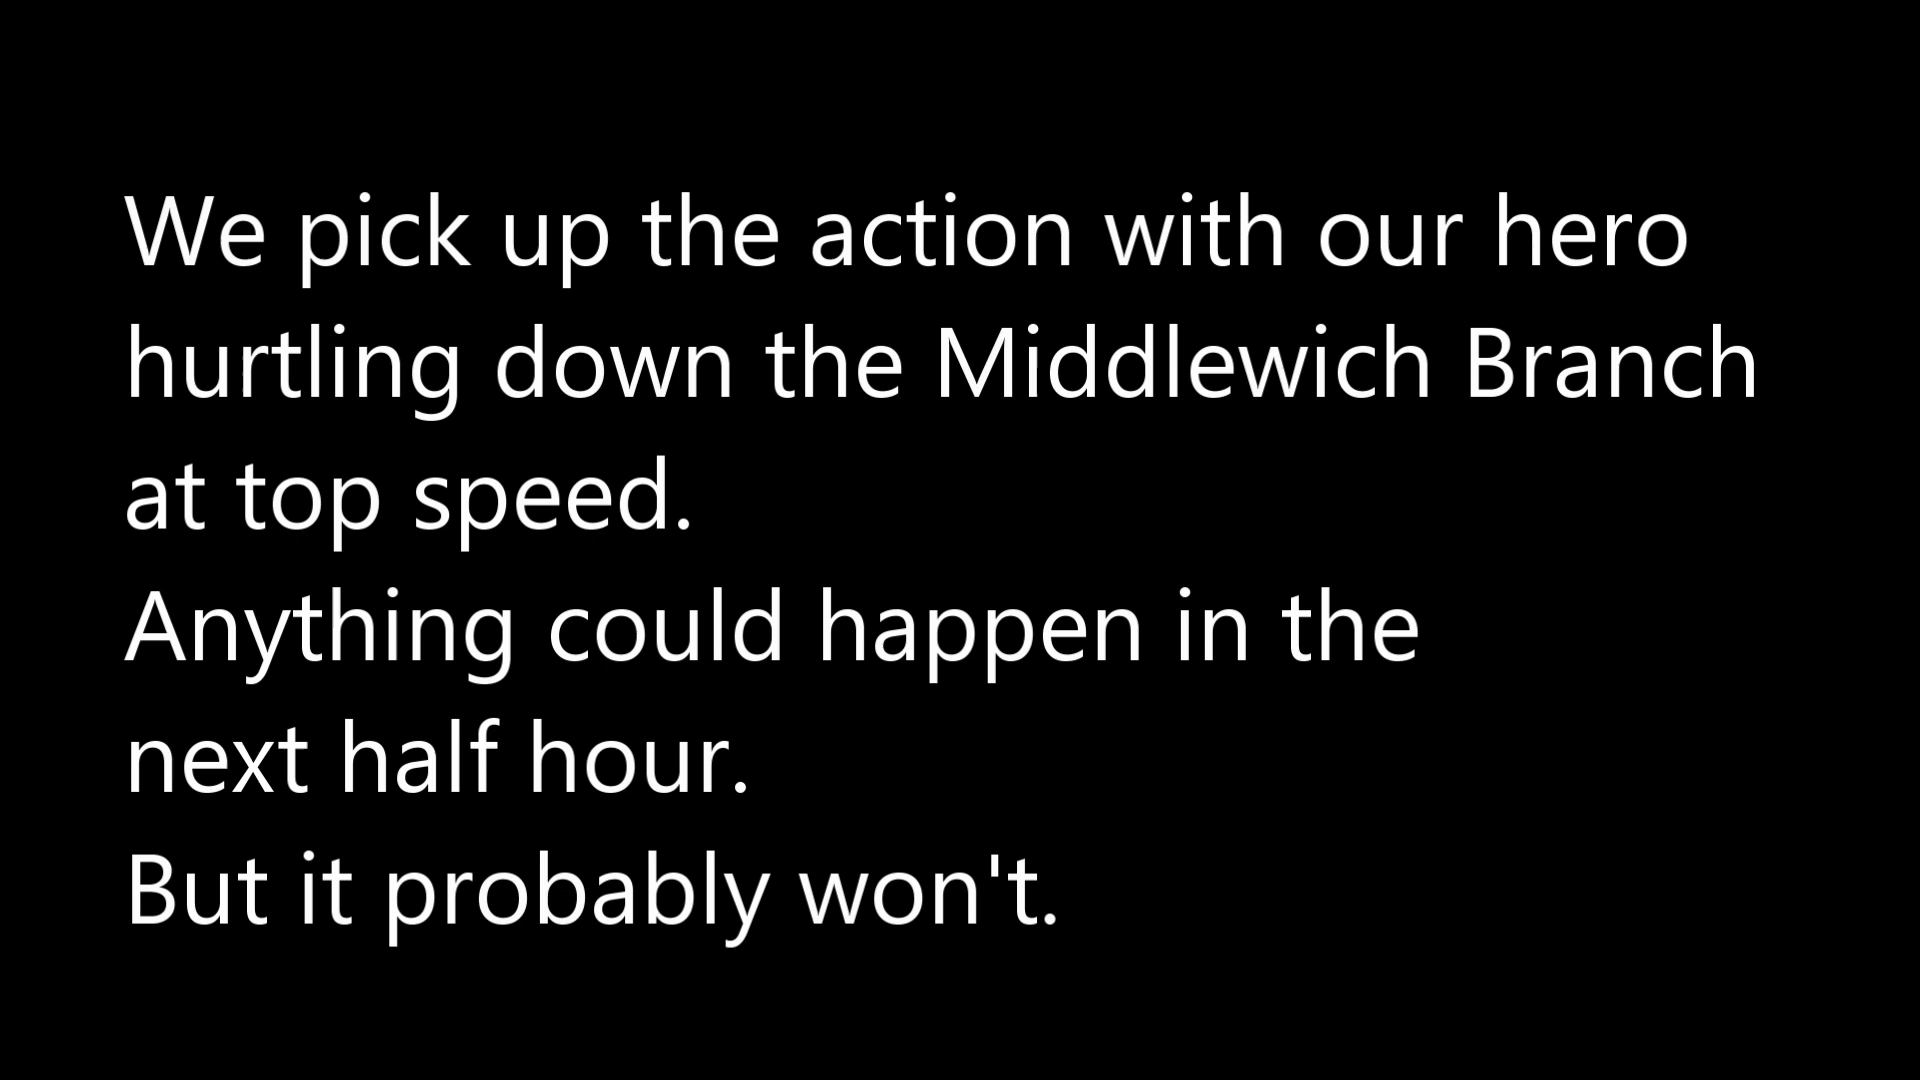 We pick up the action with our hero
hurtling down the Middlewich Branch
at top speed.
Anything could happen in the
next half hour.
But it probably won't.